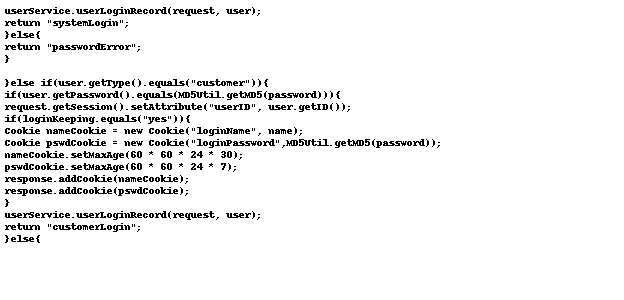 userService.userLoginRecord(request, user);
return "systemLogin";
}else{
return "passwordError";
}
}else if(user.getType().equals("customer")){
if(user.getPassword().equals(MD5Util.getMD5(password))){
request.getSession().setAttribute("userID", user.getID());
if(loginKeeping.equals("yes")){
Cookie nameCookie = new Cookie("loginName", name);
Cookie pswdCookie = new Cookie("loginPassword",MD5Util.getMD5(password));
nameCookie.setMaxAge(60 * 60 * 24 * 30);
pswdCookie.setMaxAge(60 * 60 * 24 * 7);
response.addCookie(nameCookie);
response.addCookie(pswdCookie);
}
userService.userLoginRecord(request, user);
return "customerLogin";
}else{